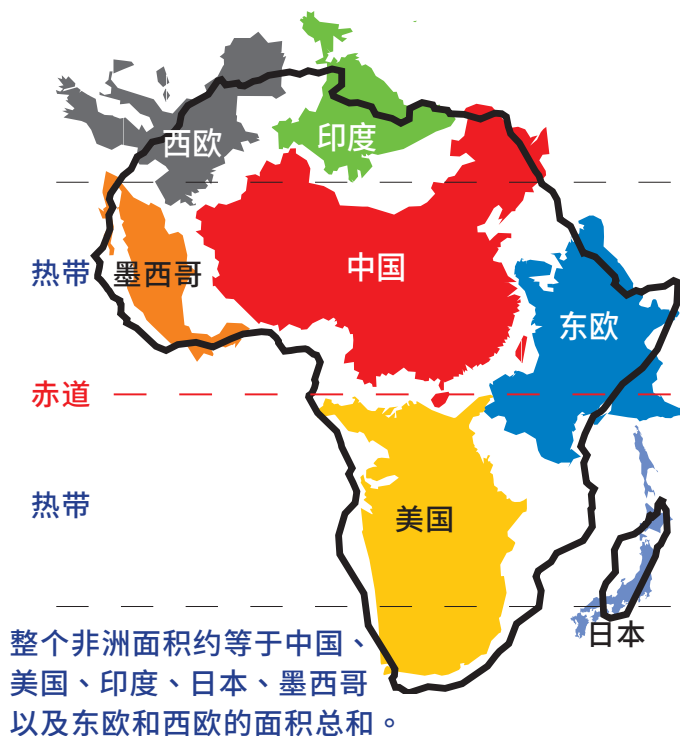 西欧
印度
热带
墨西哥
中国
东欧
赤道
热带
美国
日本
整个非洲面积约等于中国、
美国、印度、日本、墨西哥
以及东欧和西欧的面积总和。